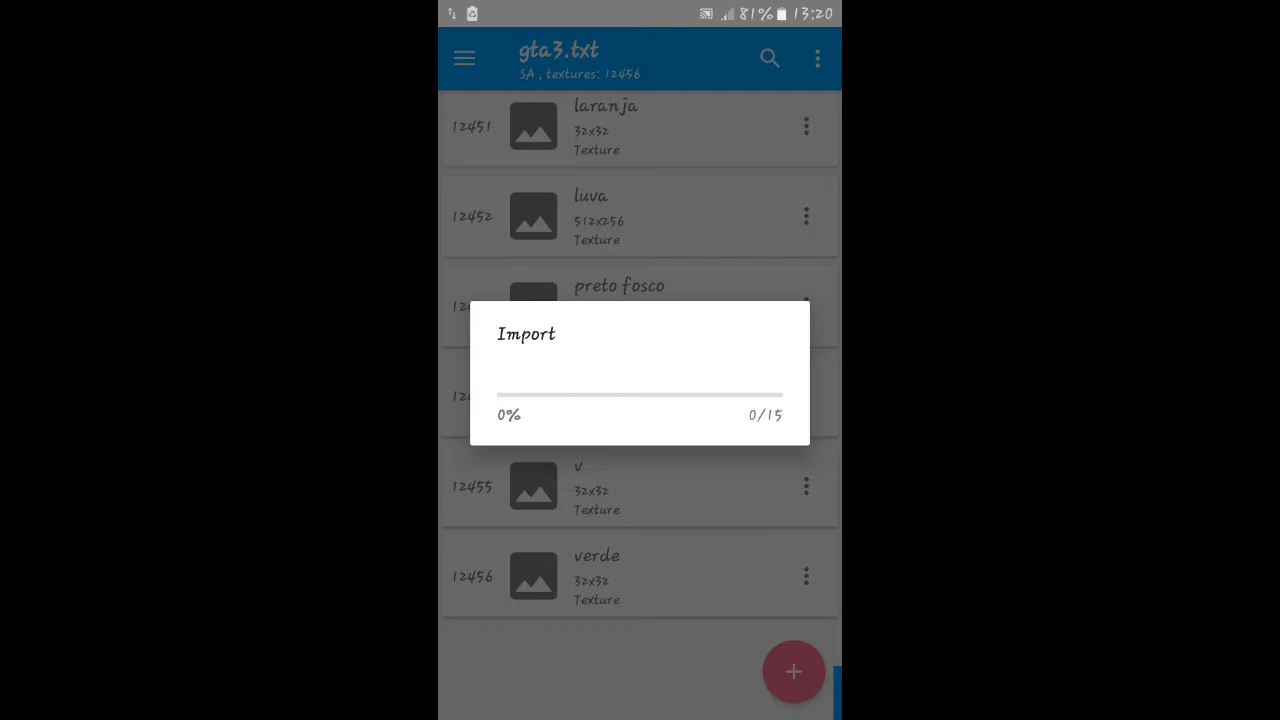 81% 13:20
gta3.txt
SA , textures: 12456
laranja
12451
32x32
Texture
luva
12452
512x256
Texture
preto fosco
Import
0% 0/15
v
12455
32x32
Texture
verde
12456
32x32
Texture